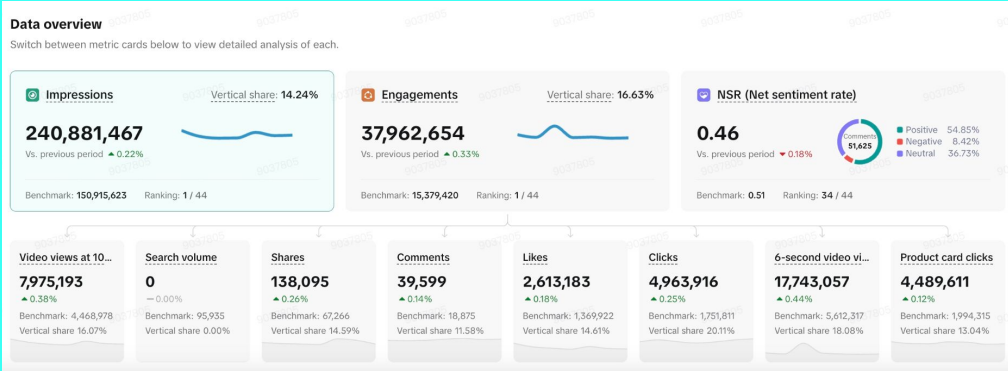 Data overview
Switch between metric cards below to view detailed analysis of each.
Impressions
Vertical share: 14.24%
240,881,467
Vs. previous period 0.22%
Benchmark: 150,915,623 Ranking: 1 / 44
Engagements
Vertical share: 16.63%
37,962,654
Vs. previous period 0.33%
Benchmark: 15,379,420 Ranking: 1 / 44
NSR (Net sentiment rate)
0.46
Vs. previous period 0.18%
Comments
51,625
Positive 54.85%
Negative 8.42%
Neutral 36.73%
Benchmark: 0.51 Ranking: 34 / 44
Video views at 10...
7,975,193
0.38%
Benchmark: 4,468,978
Vertical share 16.07%
Search volume
0
0.00%
Benchmark: 95,935
Vertical share 0.00%
Shares
138,095
0.26%
Benchmark: 67,266
Vertical share 14.59%
Comments
39,599
0.14%
Benchmark: 18,875
Vertical share 11.58%
Likes
2,613,183
0.18%
Benchmark: 1,369,922
Vertical share 14.61%
Clicks
4,963,916
0.25%
Benchmark: 1,751,811
Vertical share 20.11%
6-second video vi...
17,743,057
0.44%
Benchmark: 5,612,317
Vertical share 18.08%
Product card clicks
4,489,611
0.12%
Benchmark: 1,994,315
Vertical share 13.04%